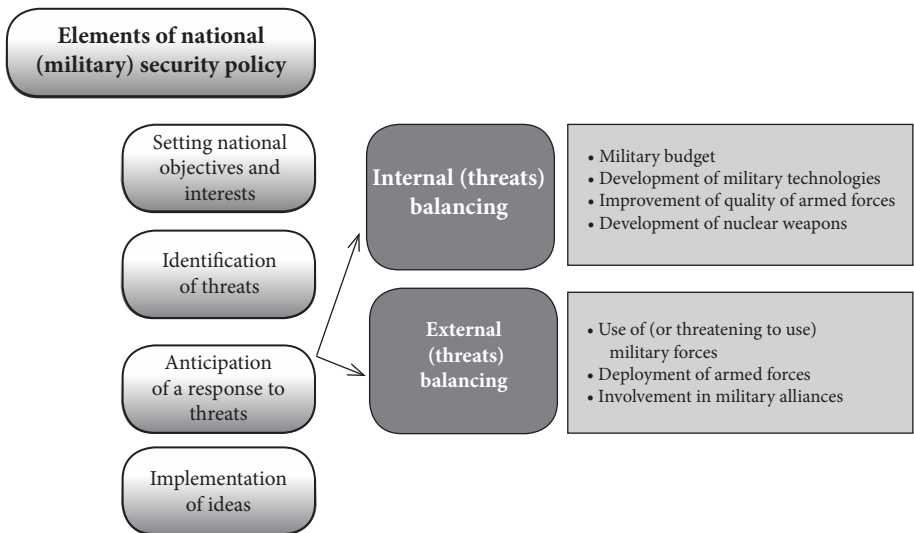 Elements of national
(military) security policy
Setting national
objectives and
interests
Identification
of threats
Anticipation
of a response to
threats
Implementation
of ideas
Internal (threats)
balancing
• Military budget
• Development of military technologies
• Improvement of quality of armed forces
• Development of nuclear weapons
External
(threats)
balancing
• Use of (or threatening to use)
military forces
• Deployment of armed forces
• Involvement in military alliances